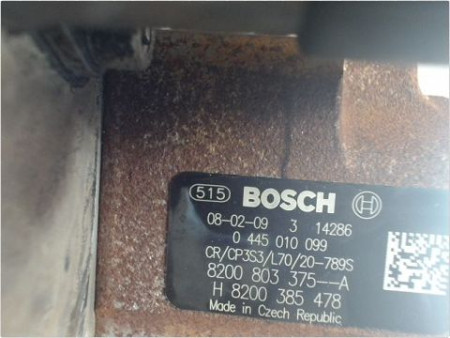 515 BOSCH
08-02-09 3 14286
0 445 010 099
CR/CP3S3/L70/20-789S
8200 803 375--A
H 8200 385 478
Made in Czech Republic